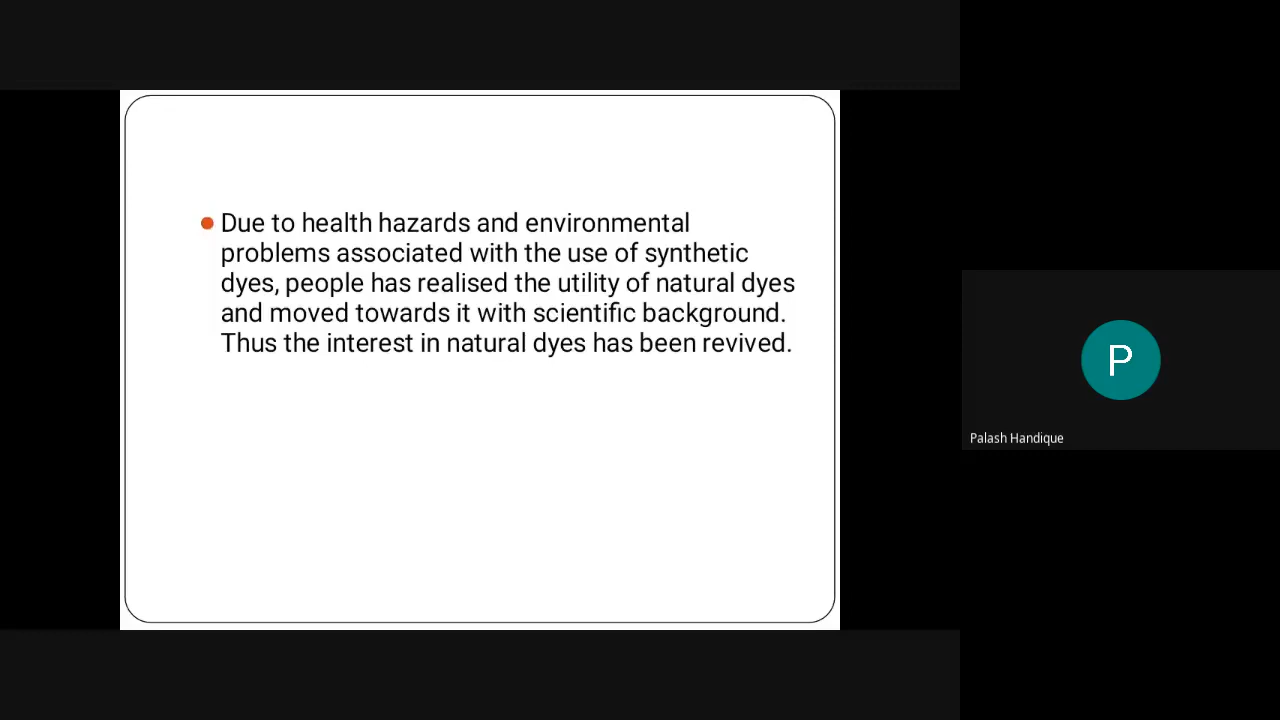 Due to health hazards and environmental
problems associated with the use of synthetic
dyes, people has realised the utility of natural dyes
and moved towards it with scientific background.
Thus the interest in natural dyes has been revived.
P
Palash Handique